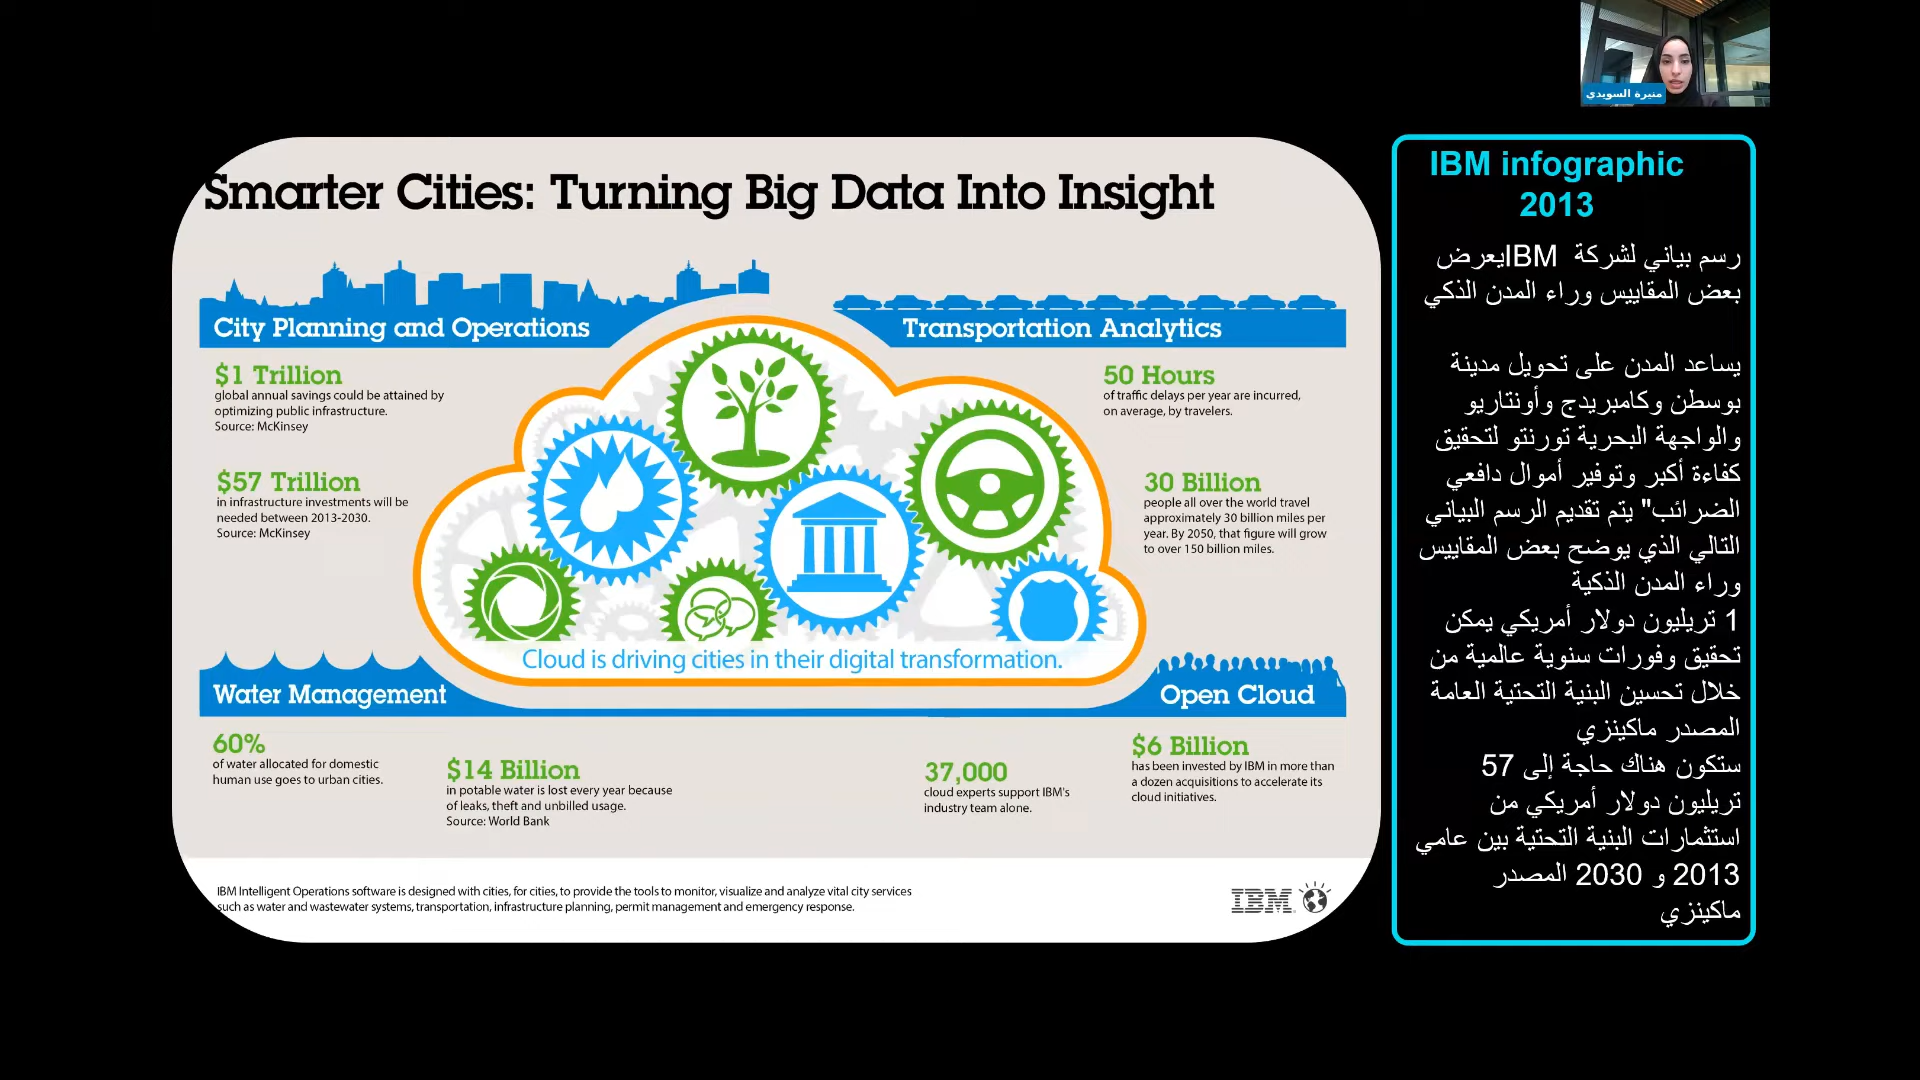 منيرة السويدي
Smarter Cities: Turning Big Data Into Insight
City Planning and Operations
$1 Trillion
global annual savings could be attained by
optimizing public infrastructure.
Source: McKinsey
$57 Trillion
in infrastructure investments will be
needed between 2013-2030.
Source: McKinsey
Transportation Analytics
50 Hours
of traffic delays per year are incurred,
on average, by travelers.
30 Billion
people all over the world travel
approximately 30 billion miles per
year. By 2050, that figure will grow
to over 150 billion miles.
Cloud is driving cities in their digital transformation.
Water Management
60%
of water allocated for domestic
human use goes to urban cities.
$14 Billion
in potable water is lost every year because
of leaks, theft and unbilled usage.
Source: World Bank
Open Cloud
37,000
cloud experts support IBM's
industry team alone.
$6 Billion
has been invested by IBM in more than
a dozen acquisitions to accelerate its
cloud initiatives.
IBM Intelligent Operations software is designed with cities, for cities, to provide the tools to monitor, visualize and analyze vital city services
such as water and wastewater systems, transportation, infrastructure planning, permit management and emergency response.
IBM
IBM infographic
2013
رسم بياني لشركة IBMيعرض
بعض المقاييس وراء المدن الذكي
يساعد المدن على تحويل مدينة
بوسطن وكامبريدج وأونتاريو
والواجهة البحرية تورنتو لتحقيق
كفاءة أكبر وتوفير أموال دافعي
الضرائب" يتم تقديم الرسم البياني
التالي الذي يوضح بعض المقاييس
وراء المدن الذكية
1 تريليون دولار أمريكي يمكن
تحقيق وفورات سنوية عالمية من
خلال تحسين البنية التحتية العامة
المصدر ماكينزي
ستكون هناك حاجة إلى 57
تريليون دولار أمريكي من
استثمارات البنية التحتية بين عامي
2013 و 2030 المصدر
ماكينزي